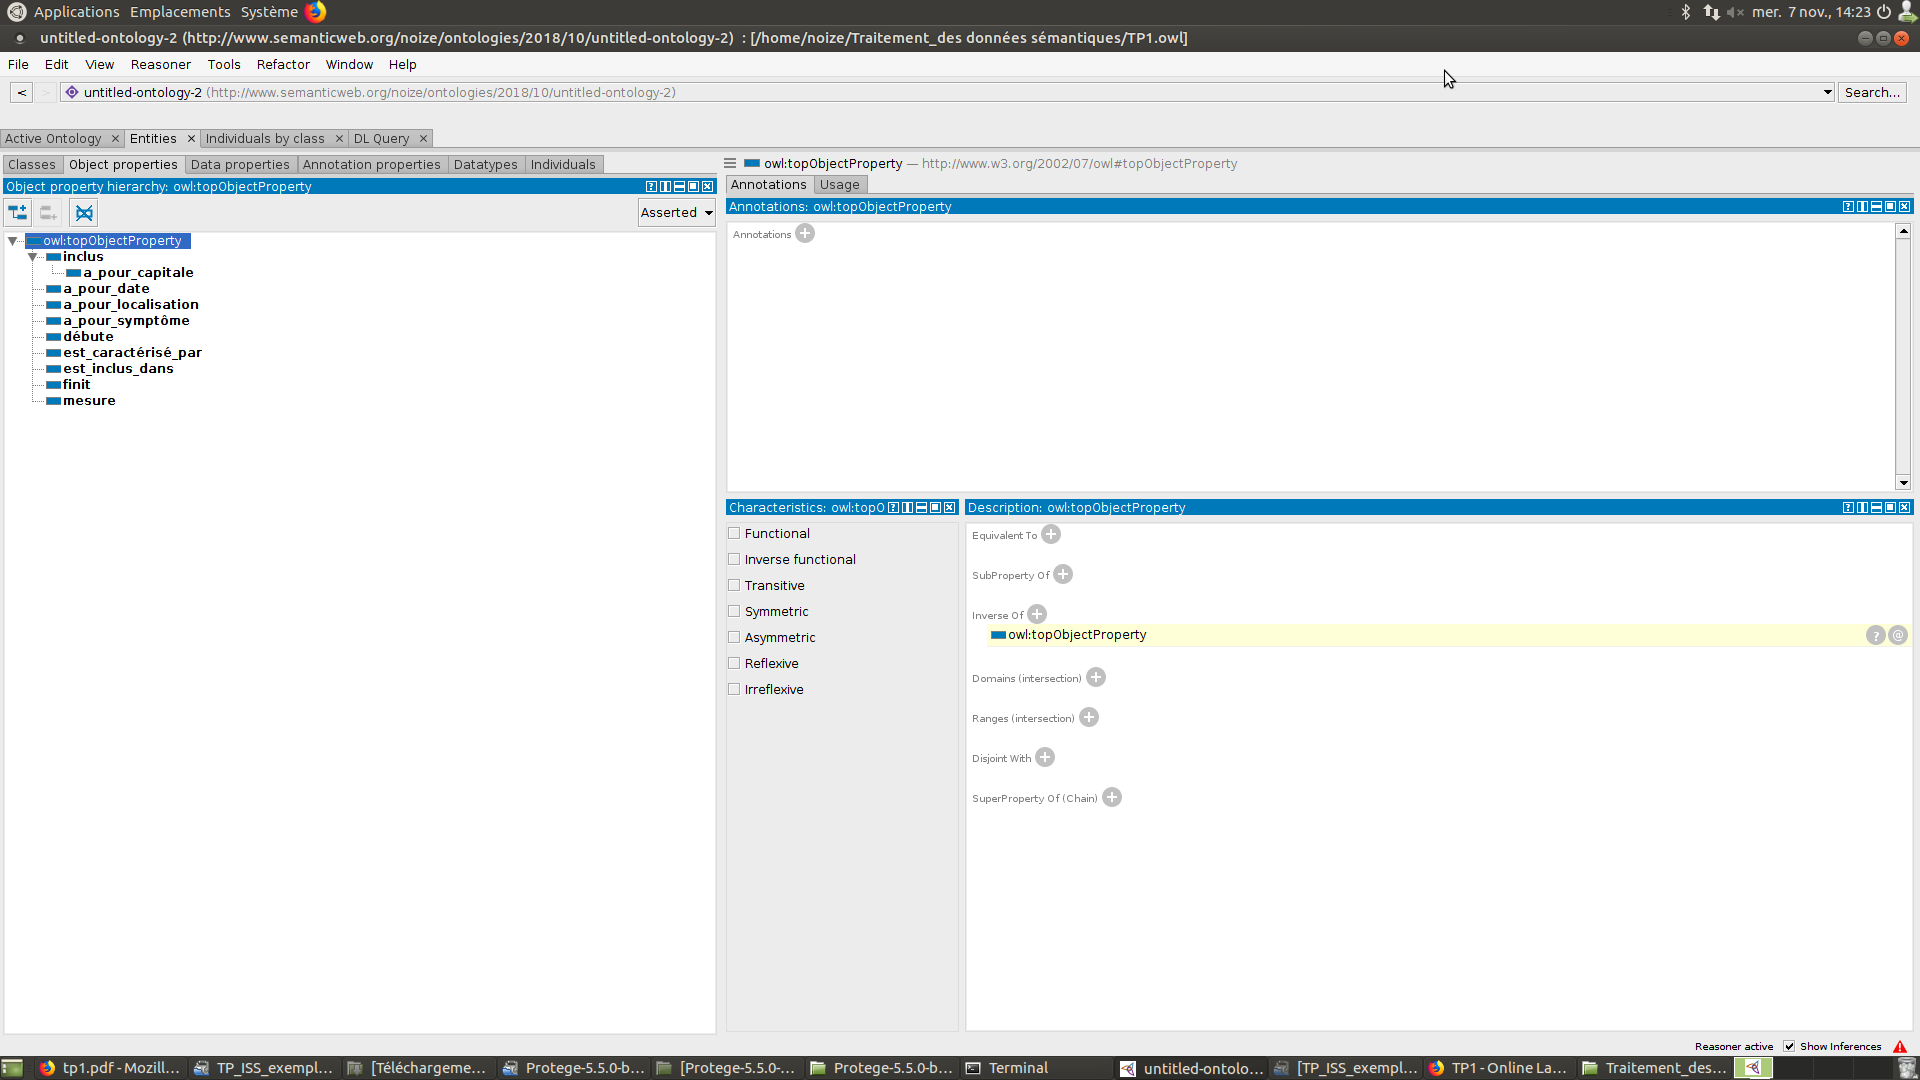 Applications Emplacements Système mer. 7 nov., 14:23
untitled-ontology-2 (http://www.semanticweb.org/noize/ontologies/2018/10/untitled-ontology-2) : [/home/noize/Traitement_des données sémantiques/TP1.owl]
File Edit View Reasoner Tools Refactor Window Help
< > untitled-ontology-2 (http://www.semanticweb.org/noize/ontologies/2018/10/untitled-ontology-2) Search...
Active Ontology × Entities × Individuals by class × DL Query ×
Classes Object properties Data properties Annotation properties Datatypes Individuals
Object property hierarchy: owl:topObjectProperty
Asserted
owl:topObjectProperty
inclus
a_pour_capitale
a_pour_date
a_pour_localisation
a_pour_symptôme
débute
est_caractérisé_par
est_inclus_dans
finit
mesure
owl:topObjectProperty — http://www.w3.org/2002/07/owl#topObjectProperty
Annotations Usage
Annotations: owl:topObjectProperty
Annotations
Characteristics: owl:topO
Functional
Inverse functional
Transitive
Symmetric
Asymmetric
Reflexive
Irreflexive
Description: owl:topObjectProperty
Equivalent To
SubProperty Of
Inverse Of
owl:topObjectProperty ? @
Domains (intersection)
Ranges (intersection)
Disjoint With
SuperProperty Of (Chain)
Reasoner active Show Inferences
tp1.pdf - Mozill... TP_ISS_exempl... [Téléchargeme... Protege-5.5.0-b... [Protege-5.5.0-... Protege-5.5.0-b... Terminal untitled-ontolo... [TP_ISS_exempl... TP1 - Online La... Traitement_des...